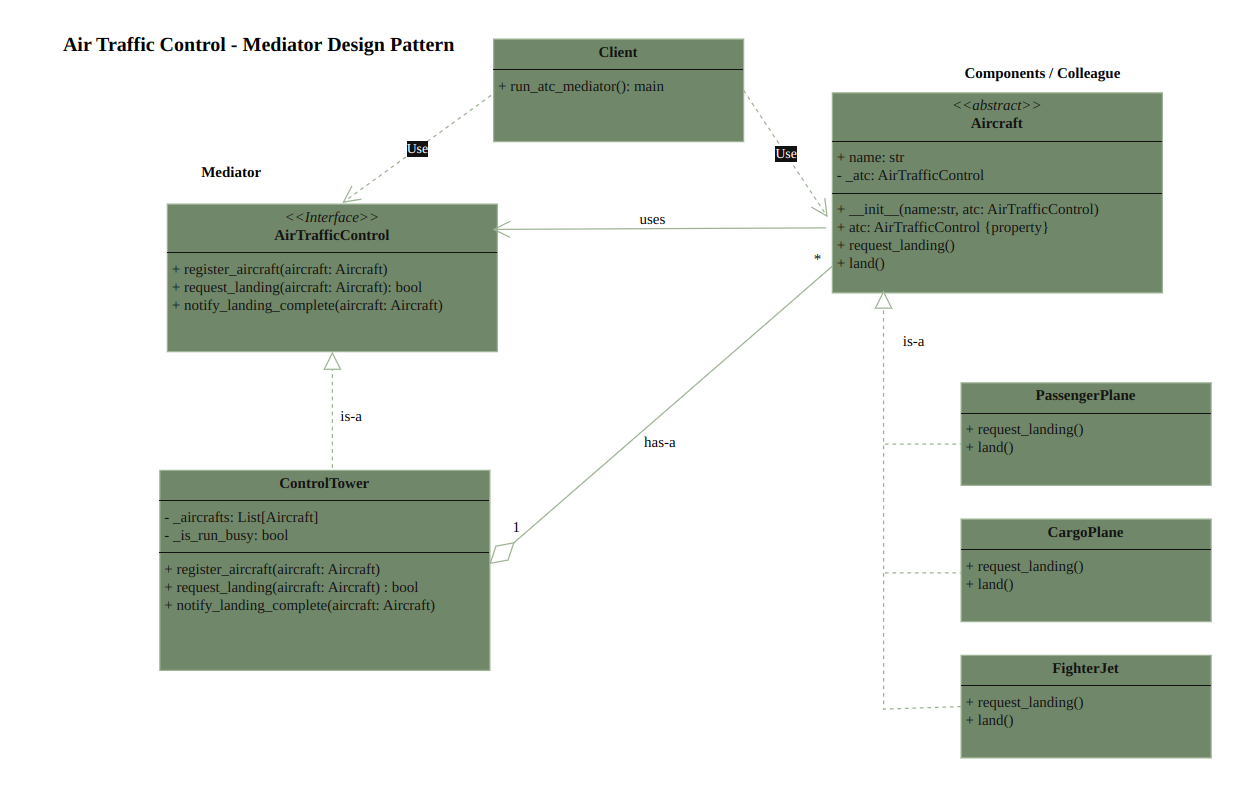 Air Traffic Control - Mediator Design Pattern
Client
+ run_atc_mediator(): main
Use
Use
Mediator
<<Interface>>
AirTrafficControl
+ register_aircraft(aircraft: Aircraft)
+ request_landing(aircraft: Aircraft): bool
+ notify_landing_complete(aircraft: Aircraft)
Components / Colleague
<<abstract>>
Aircraft
+ name: str
- _atc: AirTrafficControl
+ __init__(name:str, atc: AirTrafficControl)
+ atc: AirTrafficControl {property}
+ request_landing()
+ land()
uses
*
is-a
is-a
has-a
1
ControlTower
- _aircrafts: List[Aircraft]
- _is_run_busy: bool
+ register_aircraft(aircraft: Aircraft)
+ request_landing(aircraft: Aircraft) : bool
+ notify_landing_complete(aircraft: Aircraft)
PassengerPlane
+ request_landing()
+ land()
CargoPlane
+ request_landing()
+ land()
FighterJet
+ request_landing()
+ land()